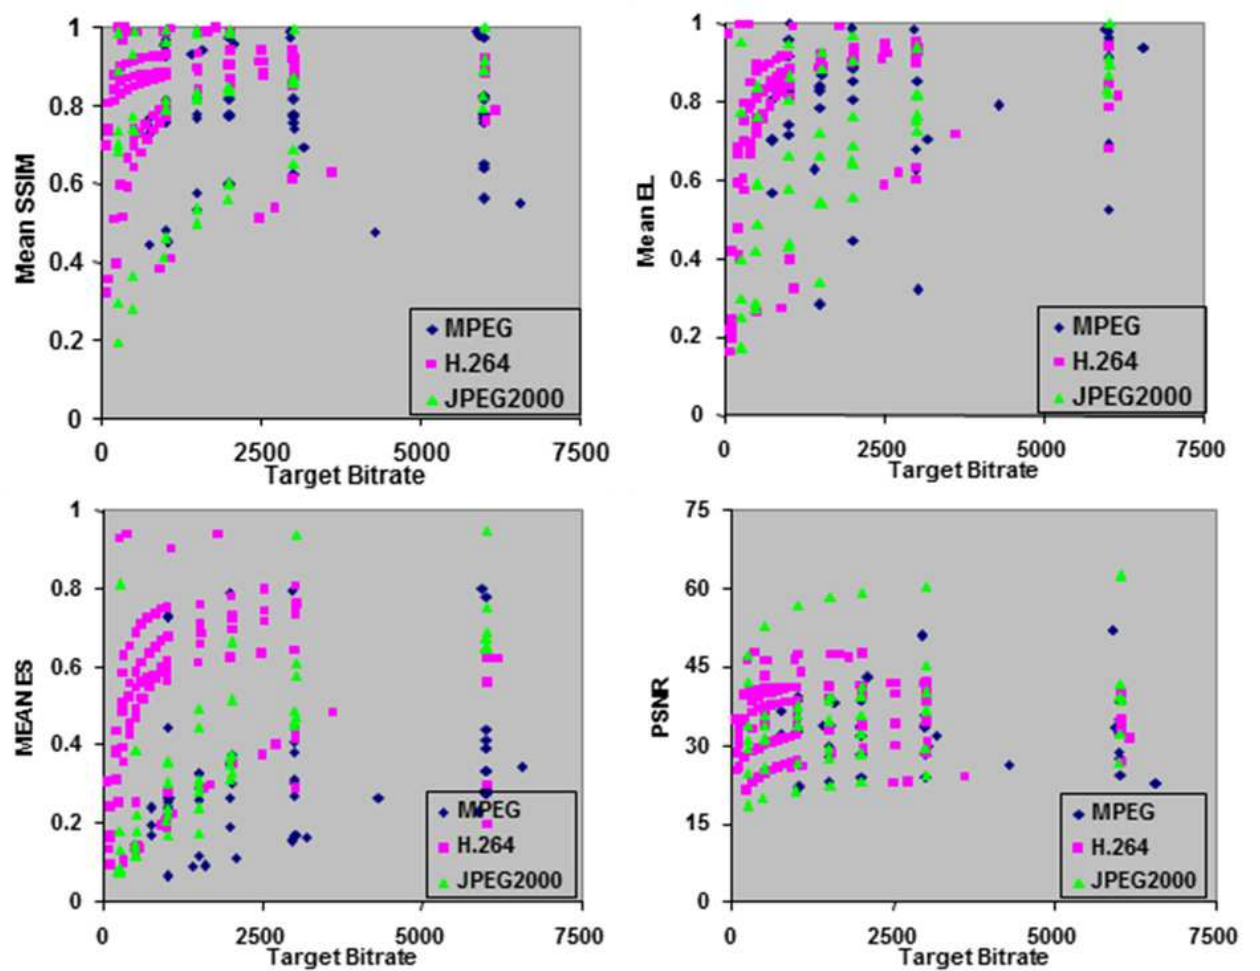 1
0.8
0.6
0.4
0.2
0
Mean SSIM
MPEG
H.264
JPEG2000
0 2500 5000 7500
Target Bitrate
1
0.8
0.6
0.4
0.2
0
Mean EL
MPEG
H.264
JPEG2000
0 2500 5000 7500
Target Bitrate
1
0.8
0.6
0.4
0.2
0
MEAN ES
MPEG
H.264
JPEG2000
0 2500 5000 7500
Target Bitrate
75
60
45
30
15
0
PSNR
MPEG
H.264
JPEG2000
0 2500 5000 7500
Target Bitrate